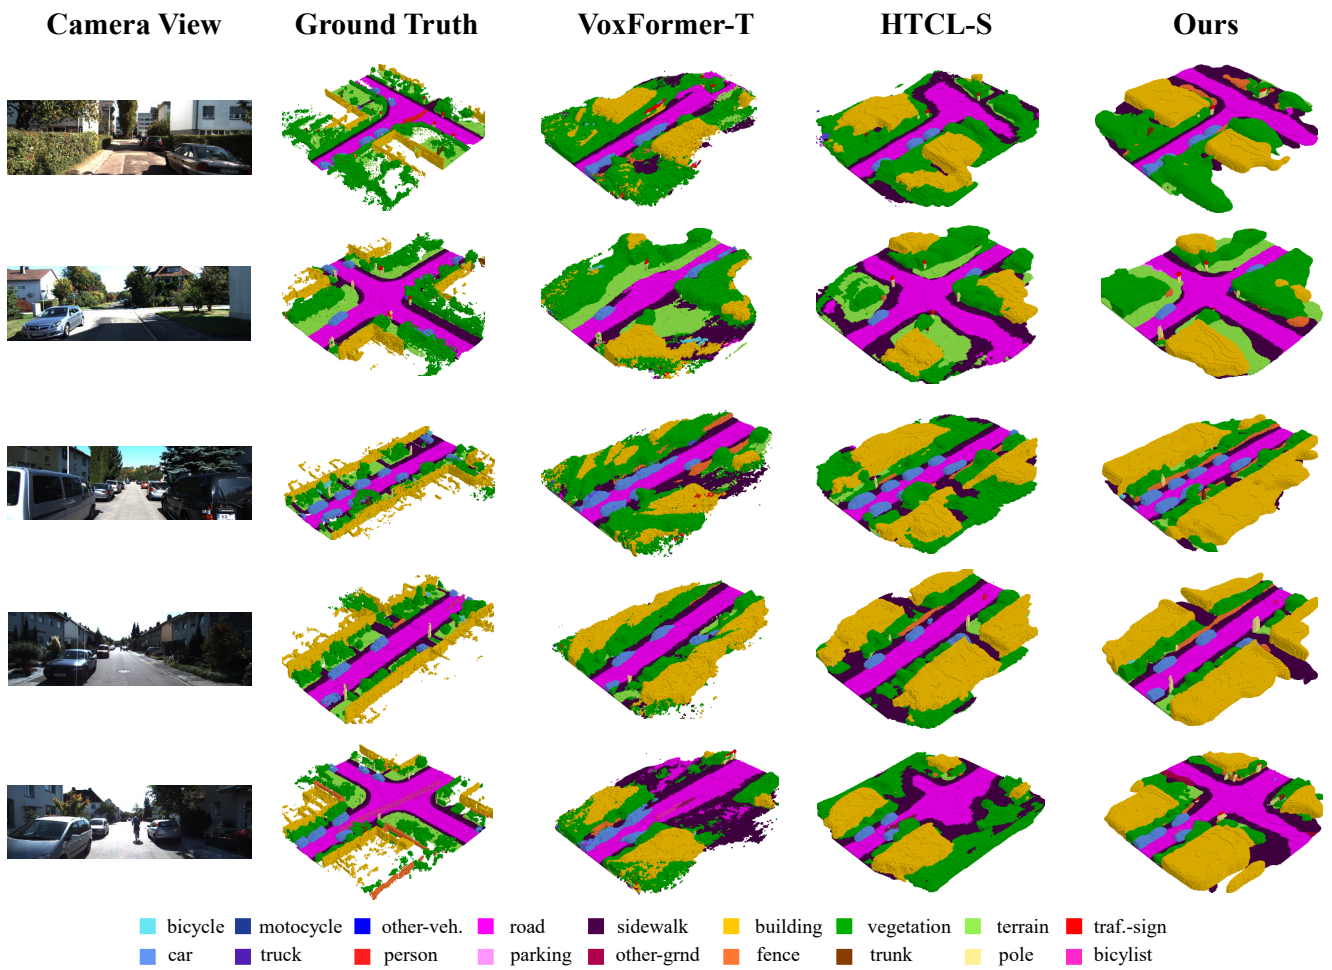 Camera View Ground Truth VoxFormer-T HTCL-S Ours
bicycle motocycle other-veh. road sidewalk building vegetation terrain traf.-sign
car truck person parking other-grnd fence trunk pole bicylist